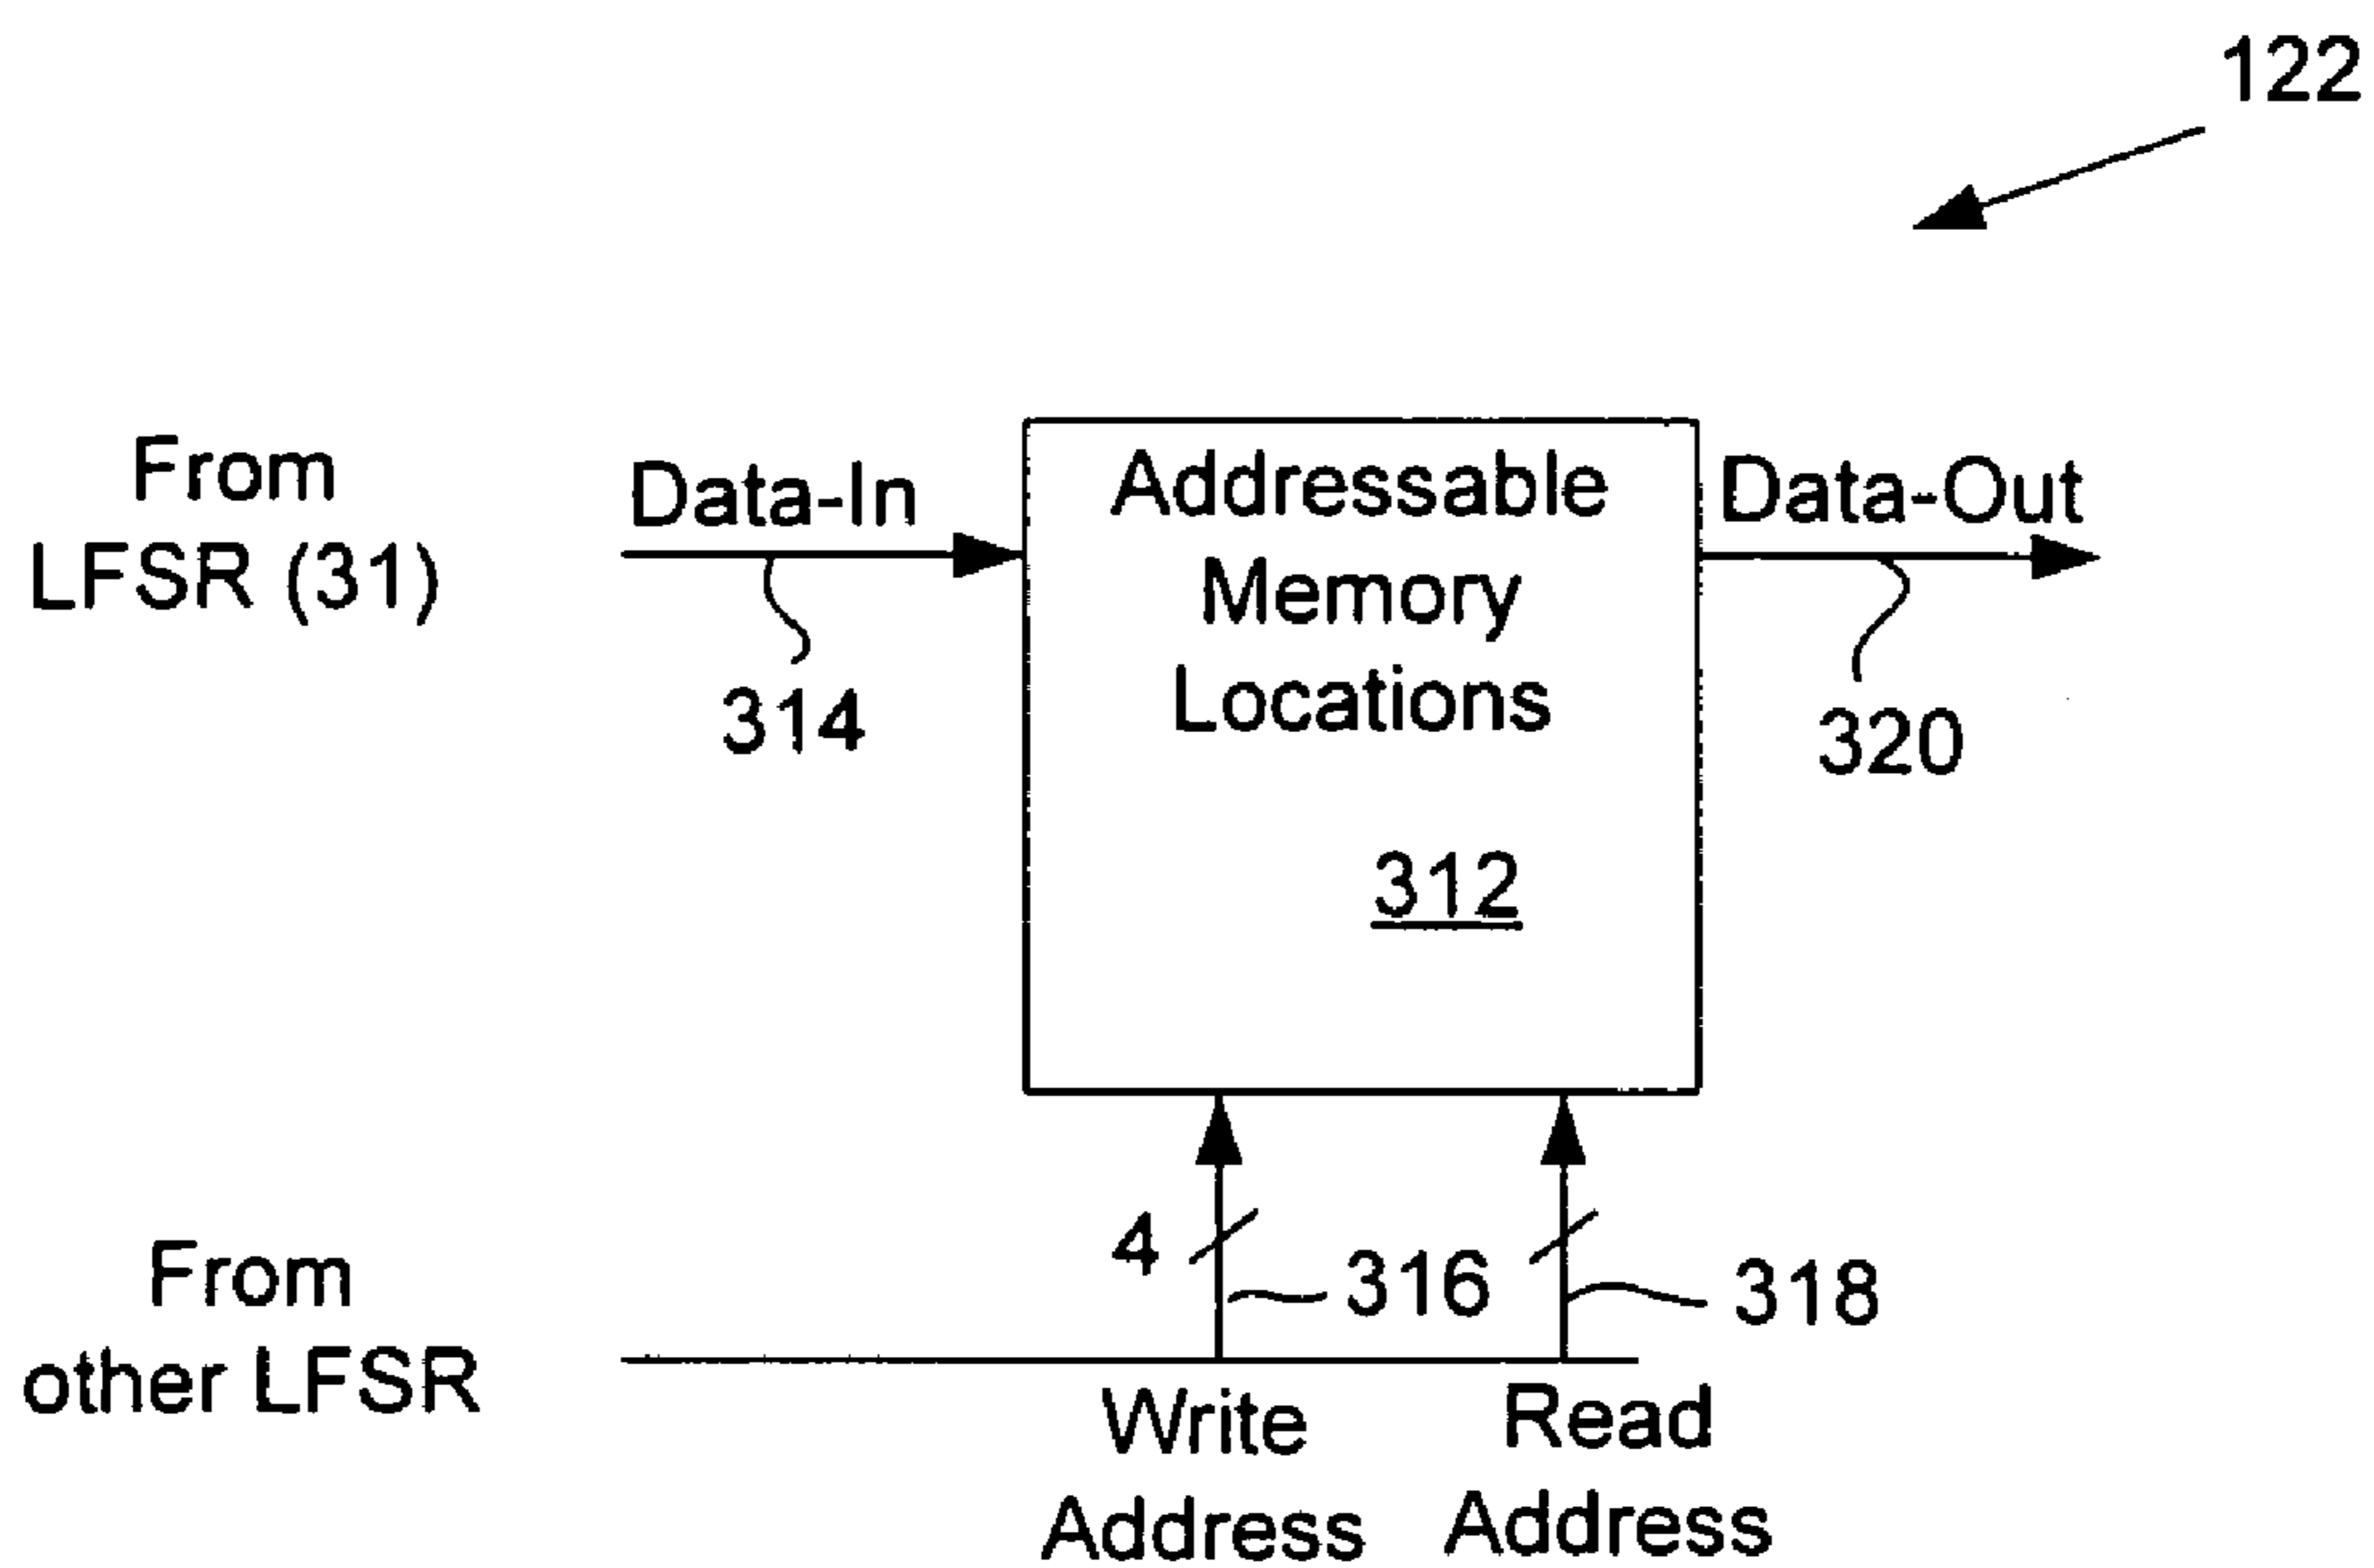 122
From
LFSR (31)
Data-In
314
Addressable
Memory
Locations
312
Data-Out
320
4
316
318
From
other LFSR
Write
Address
Read
Address